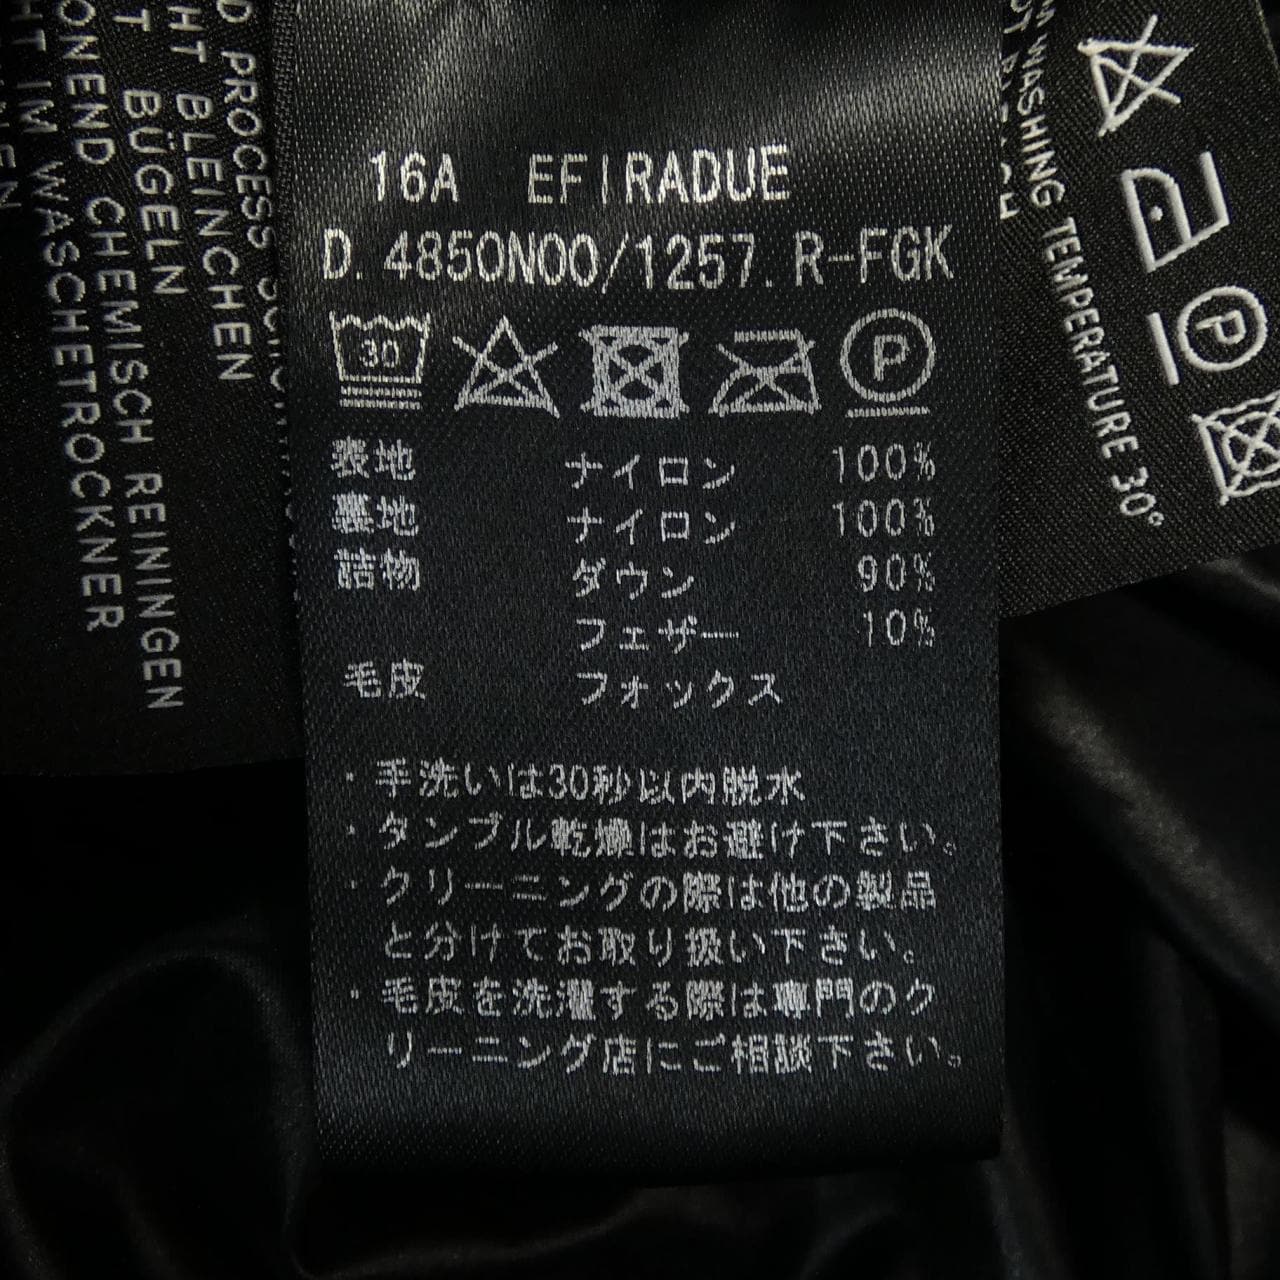 D PROCESS
HT BLEINCHEN
T BÜGELN
ONEND CHEMISCH REININGEN
HT IM WASCHETROCKNER
16A EFIRADUE
D. 4850N00/1257. R-FGK
30 P
表地 ナイロン 100%
裏地 ナイロン 100%
詰物 ダウン 90%
フェザー 10%
毛皮 フォックス
・手洗いは30秒以内脱水
・タンブル乾燥はお避け下さい。
・クリーニングの際は他の製品
と分けてお取り扱い下さい。
・毛皮を洗濯する際は専門のク
リーニング店にご相談下さい。
WASHING TEMPERATURE 30°
P